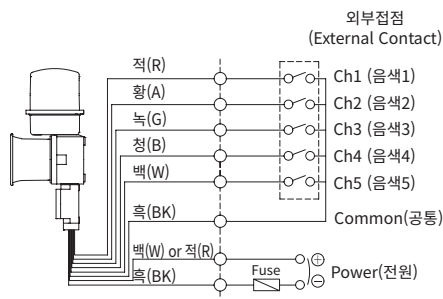 외부접점
(External Contact)
적(R)
Ch1 (음색1)
황(A)
Ch2 (음색2)
녹(G)
Ch3 (음색3)
청(B)
Ch4 (음색4)
백(W)
Ch5 (음색5)
흑(BK)
Common(공통)
백(W) or 적(R)
Fuse
Power(전원)
흑(BK)